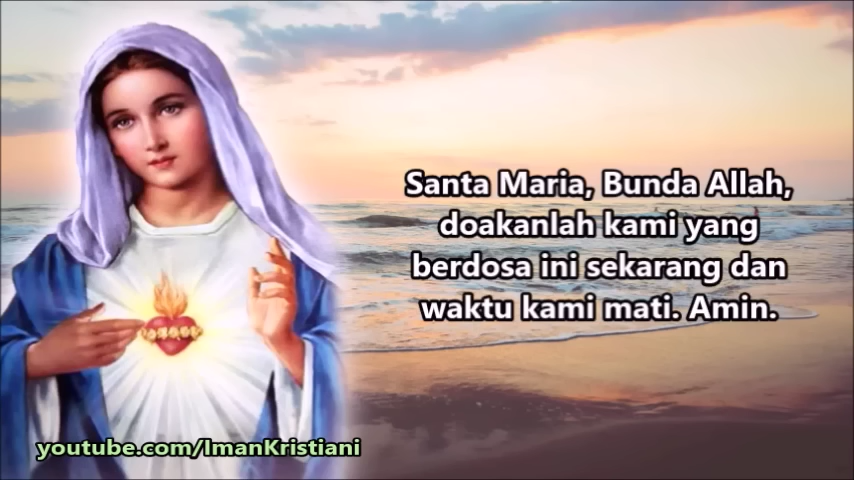 Santa Maria, Bunda Allah,
doakanlah kami yang
berdosa ini sekarang dan
waktu kami mati. Amin.
youtube.com/ImanKristiani